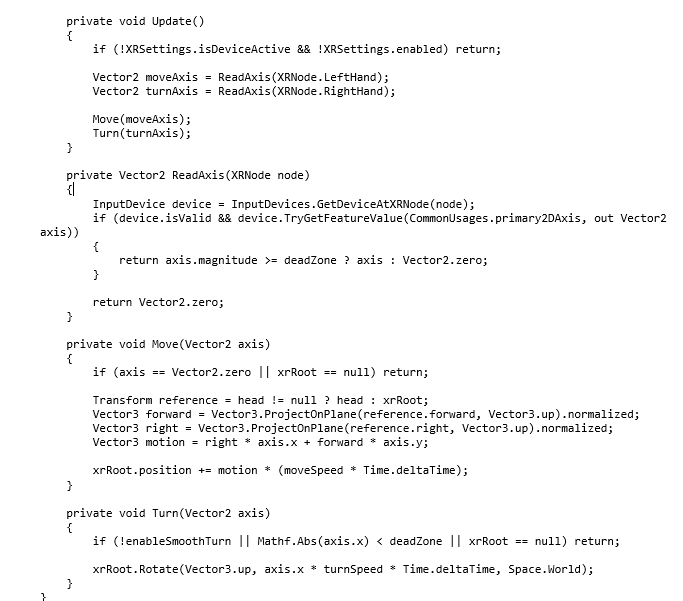 private void Update()
{
if (!XRSettings.isDeviceActive && !XRSettings.enabled) return;
Vector2 moveAxis = ReadAxis(XRNode.LeftHand);
Vector2 turnAxis = ReadAxis(XRNode.RightHand);
Move(moveAxis);
Turn(turnAxis);
}
private Vector2 ReadAxis(XRNode node)
{
InputDevice device = InputDevices.GetDeviceAtXRNode(node);
if (device.isValid && device.TryGetFeatureValue(CommonUsages.primary2DAxis, out Vector2
axis))
{
return axis.magnitude >= deadZone ? axis : Vector2.zero;
}
return Vector2.zero;
}
private void Move(Vector2 axis)
{
if (axis == Vector2.zero || xrRoot == null) return;
Transform reference = head != null ? head : xrRoot;
Vector3 forward = Vector3.ProjectOnPlane(reference.forward, Vector3.up).normalized;
Vector3 right = Vector3.ProjectOnPlane(reference.right, Vector3.up).normalized;
Vector3 motion = right * axis.x + forward * axis.y;
xrRoot.position += motion * (moveSpeed * Time.deltaTime);
}
private void Turn(Vector2 axis)
{
if (!enableSmoothTurn || Mathf.Abs(axis.x) < deadZone || xrRoot == null) return;
xrRoot.Rotate(Vector3.up, axis.x * turnSpeed * Time.deltaTime, Space.World);
}
}